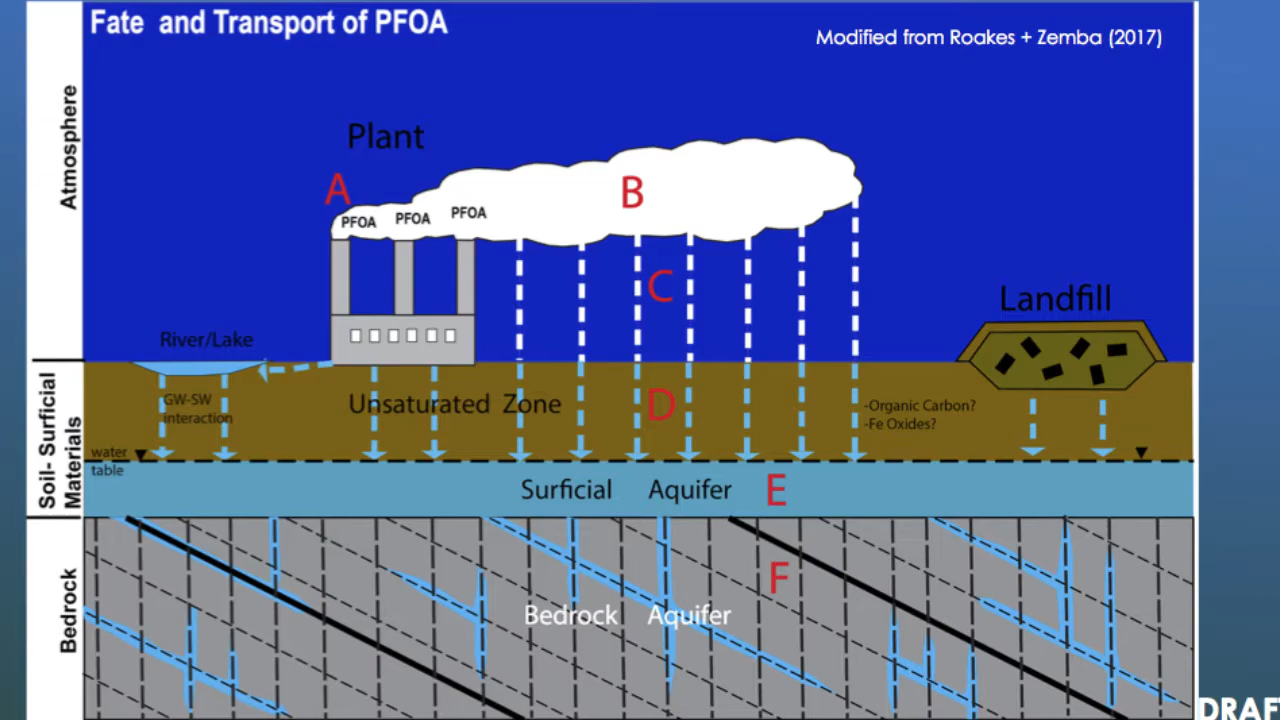 Fate and Transport of PFOA
Modified from Roakes + Zemba (2017)
Atmosphere
Plant
A
B
PFOA
PFOA
PFOA
C
Landfill
River/Lake
Soil- Surficial
Materials
GW-SW
interaction
Unsaturated Zone
D
-Organic Carbon?
-Fe Oxides?
water
table
Surficial Aquifer
E
Bedrock
F
Bedrock Aquifer
DRAF